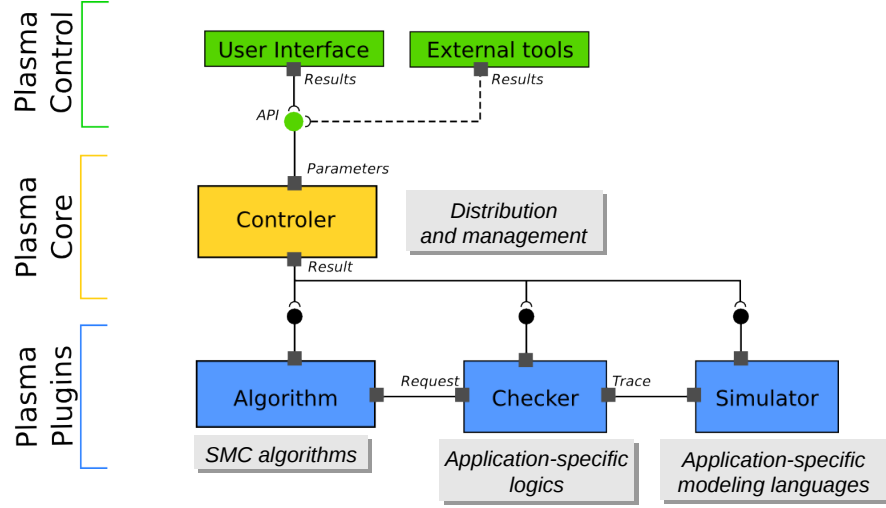 Plasma
Control
User Interface
External tools
Results
Results
API
Parameters
Plasma
Core
Controler
Distribution
and management
Result
Plasma
Plugins
Algorithm
Request
Checker
Trace
Simulator
SMC algorithms
Application-specific
logics
Application-specific
modeling languages